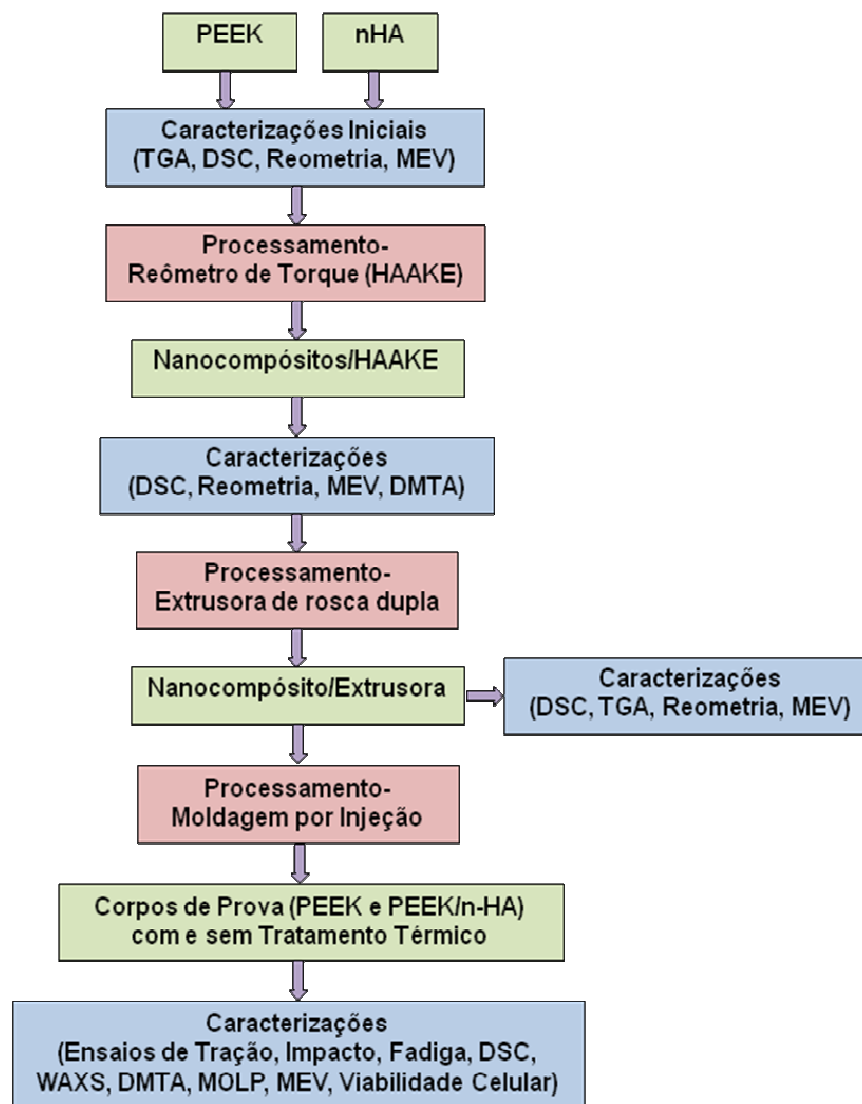 PEEK
nHA
Caracterizações Iniciais
(TGA, DSC, Reometria, MEV)
Processamento-
Reômetro de Torque (HAAKE)
Nanocompósitos/HAAKE
Caracterizações
(DSC, Reometria, MEV, DMTA)
Processamento-
Extrusora de rosca dupla
Nanocompósito/Extrusora
Caracterizações
(DSC, TGA, Reometria, MEV)
Processamento-
Moldagem por Injeção
Corpos de Prova (PEEK e PEEK/n-HA)
com e sem Tratamento Térmico
Caracterizações
(Ensaios de Tração, Impacto, Fadiga, DSC,
WAXS, DMTA, MOLP, MEV, Viabilidade Celular)